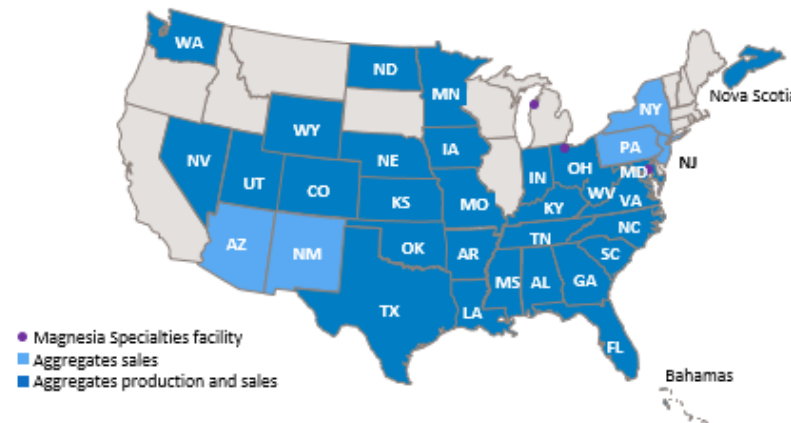 WA
ND
MN
NY
Nova Scotia
WY
PA
NJ
NV
NE
IA
OH
MD
IN
UT
CO
WV
VA
KS
MO
KY
NC
TN
AZ
NM
OK
AR
SC
MS
AL
GA
TX
LA
FL
Magnesia Specialties facility
Aggregates sales
Aggregates production and sales
Bahamas